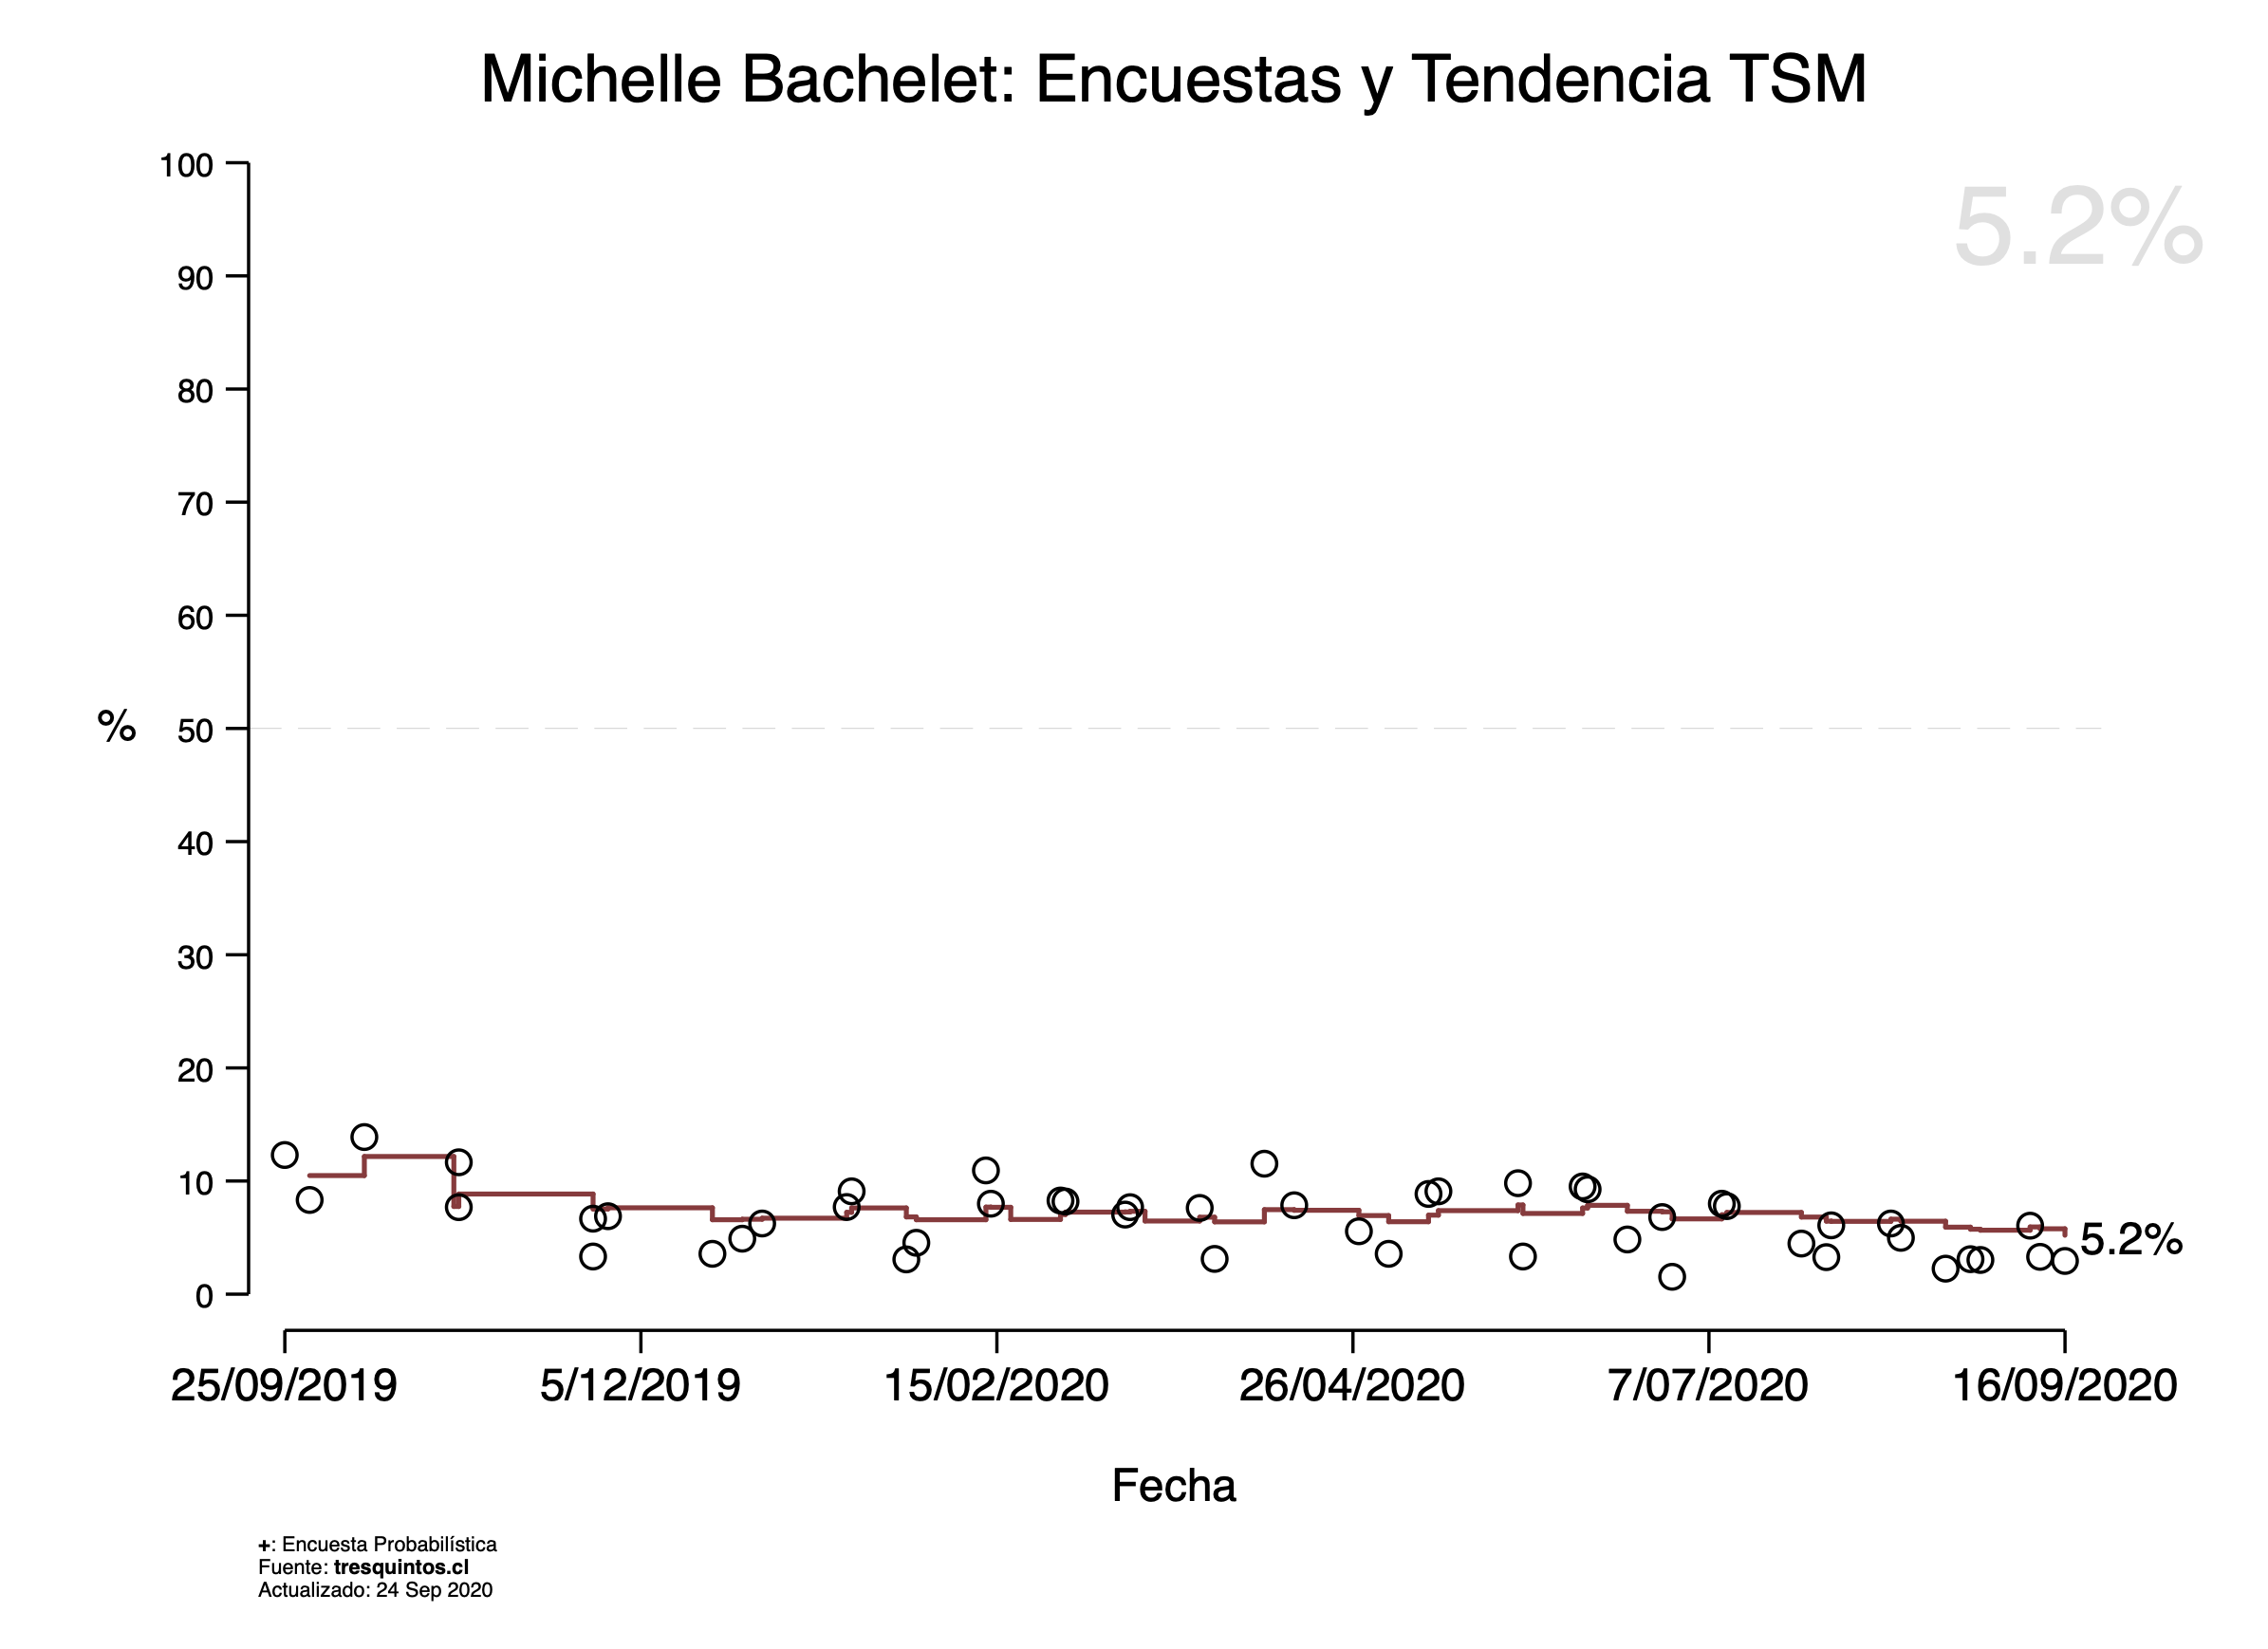 Michelle Bachelet: Encuestas y Tendencia TSM
5.2%
100
90
80
70
60
50
40
30
20
10
0
%
5.2%
25/09/2019 5/12/2019 15/02/2020 26/04/2020 7/07/2020 16/09/2020
Fecha
+: Encuesta Probabilística
Fuente: tresquintos.cl
Actualizado: 24 Sep 2020